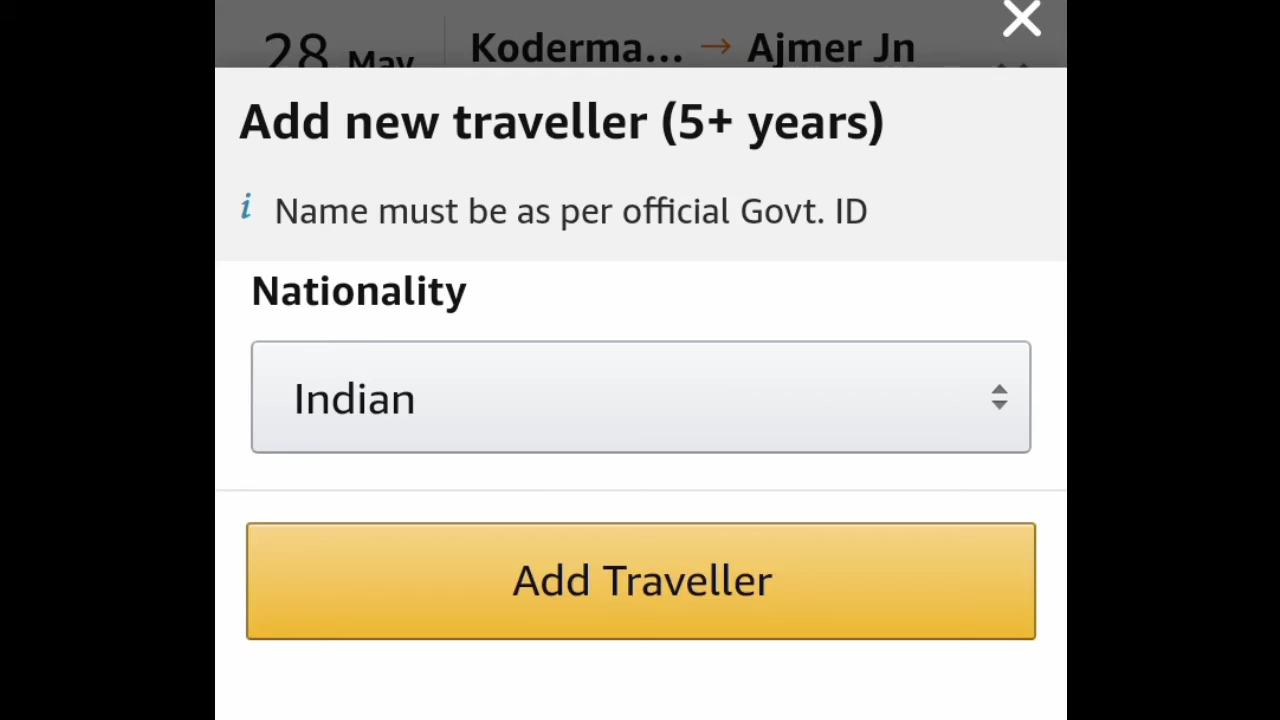 28 May Koderma... → Ajmer Jn
Add new traveller (5+ years)
i Name must be as per official Govt. ID
Nationality
Indian
Add Traveller